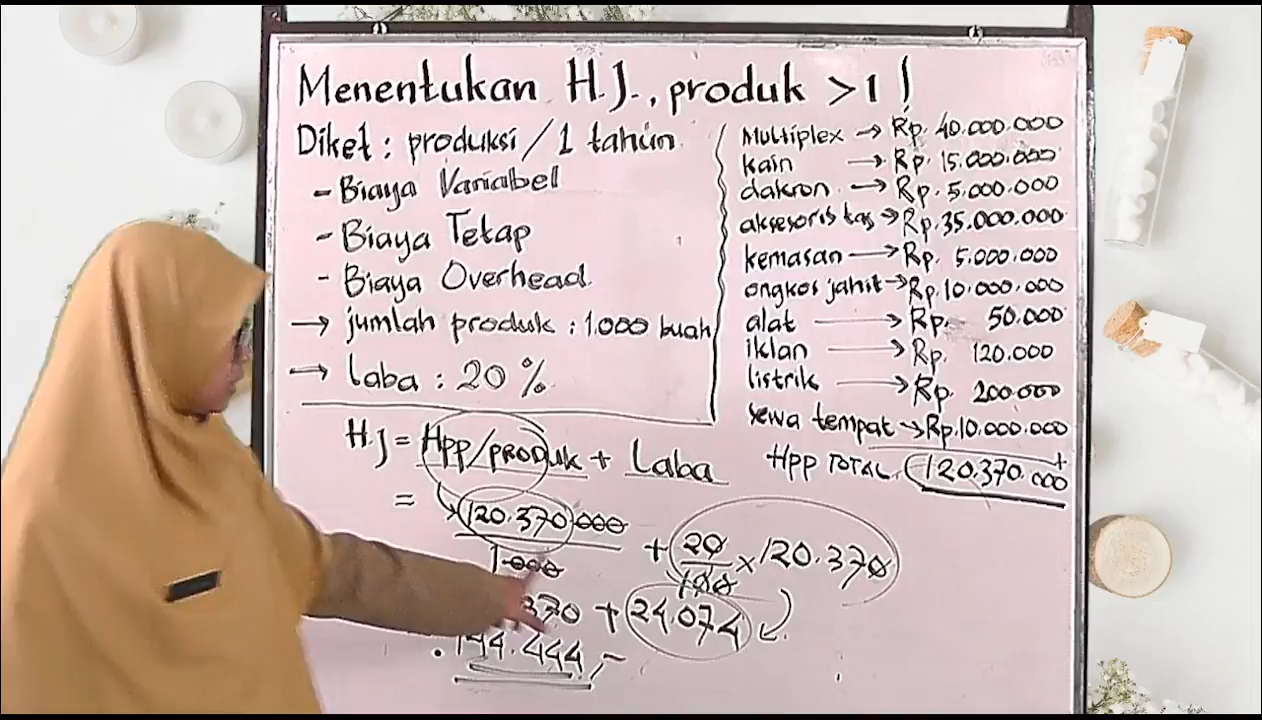 Menentukan H.J., produk >1 !
Diket : produksi / 1 tahun
- Biaya Variabel
- Biaya Tetap
- Biaya Overhead
→ jumlah produk : 1.000 buah
→ Laba : 20 %
Multiplex → Rp. 40.000.000
kain → Rp. 15.000.000
dakron → Rp. 5.000.000
aksesoris tas → Rp. 35.000.000
kemasan → Rp. 5.000.000
ongkos jahit → Rp. 10.000.000
alat → Rp. 50.000
iklan → Rp. 120.000
listrik → Rp. 200.000
sewa tempat → Rp. 10.000.000 +
Hpp TOTAL 120.370.000
HJ = Hpp/PRODUK + Laba
= 120.370.000 / 1.000 + 20/100 x 120.370
370 + 24.074
144.444,-